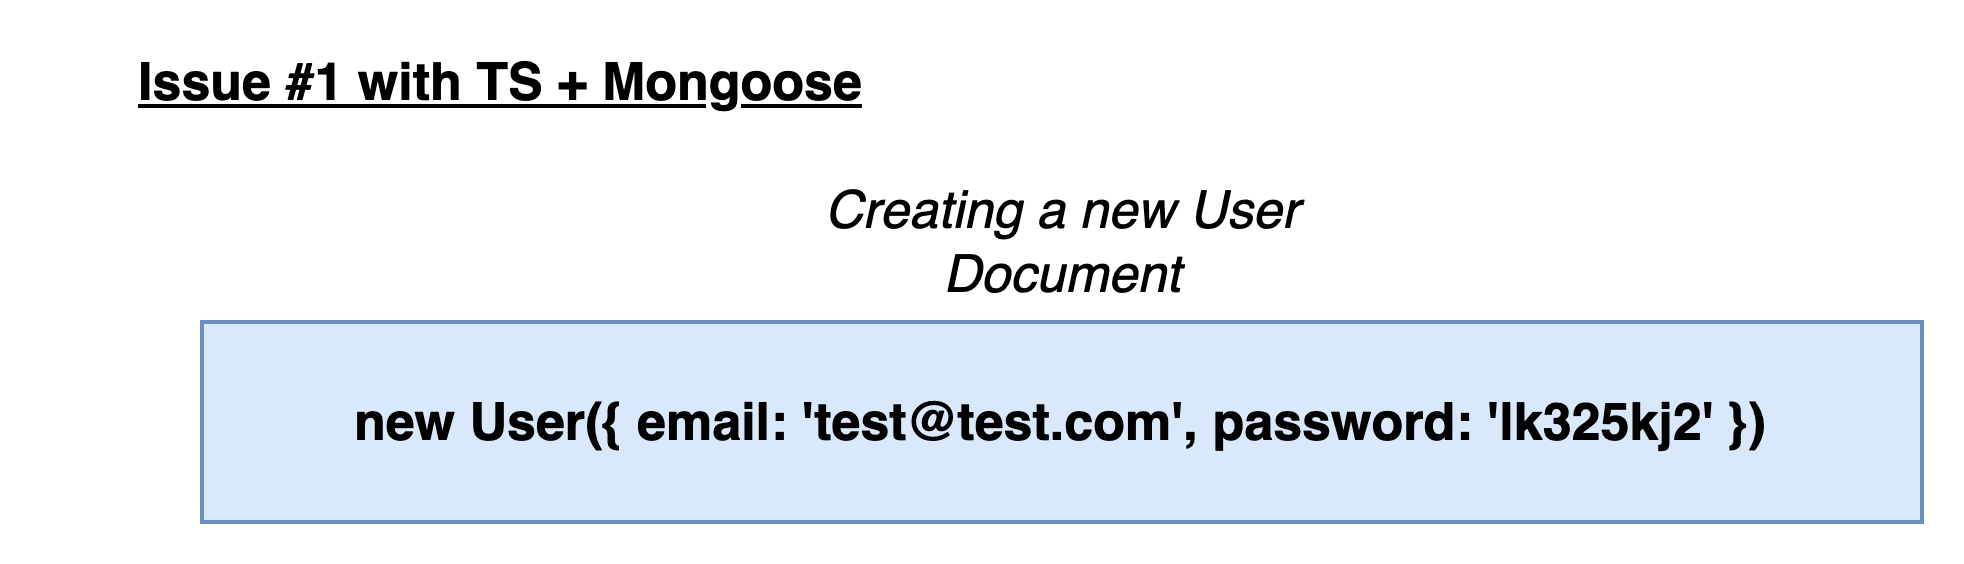 Issue #1 with TS + Mongoose
Creating a new User
Document
new User({ email: 'test@test.com', password: 'lk325kj2' })